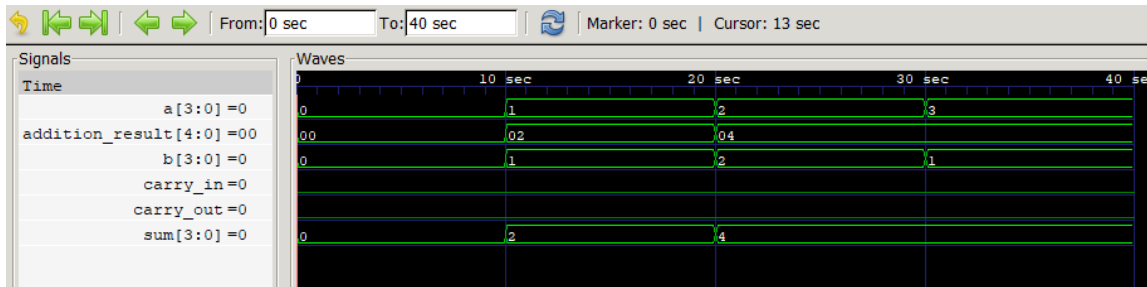 From: 0 sec To: 40 sec Marker: 0 sec | Cursor: 13 sec
Signals Waves
Time 0 10 sec 20 sec 30 sec 40 se
a[3:0] =0 0 1 2 3
addition_result[4:0] =00 00 02 04
b[3:0] =0 0 1 2 1
carry_in =0
carry_out =0
sum[3:0] =0 0 2 4